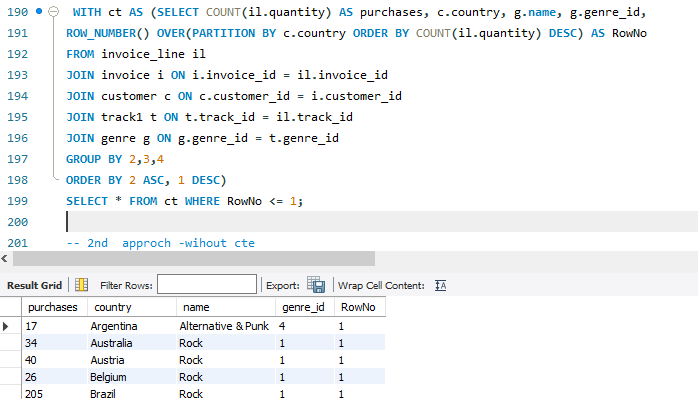 190 WITH ct AS (SELECT COUNT(il.quantity) AS purchases, c.country, g.name, g.genre_id,
191 ROW_NUMBER() OVER(PARTITION BY c.country ORDER BY COUNT(il.quantity) DESC) AS RowNo
192 FROM invoice_line il
193 JOIN invoice i ON i.invoice_id = il.invoice_id
194 JOIN customer c ON c.customer_id = i.customer_id
195 JOIN track1 t ON t.track_id = il.track_id
196 JOIN genre g ON g.genre_id = t.genre_id
197 GROUP BY 2,3,4
198 ORDER BY 2 ASC, 1 DESC)
199 SELECT * FROM ct WHERE RowNo <= 1;
200
201 -- 2nd  approch -wihout cte
Result Grid Filter Rows: Export: Wrap Cell Content: IA
purchases country name genre_id RowNo
17 Argentina Alternative & Punk 4 1
34 Australia Rock 1 1
40 Austria Rock 1 1
26 Belgium Rock 1 1
205 Brazil Rock 1 1